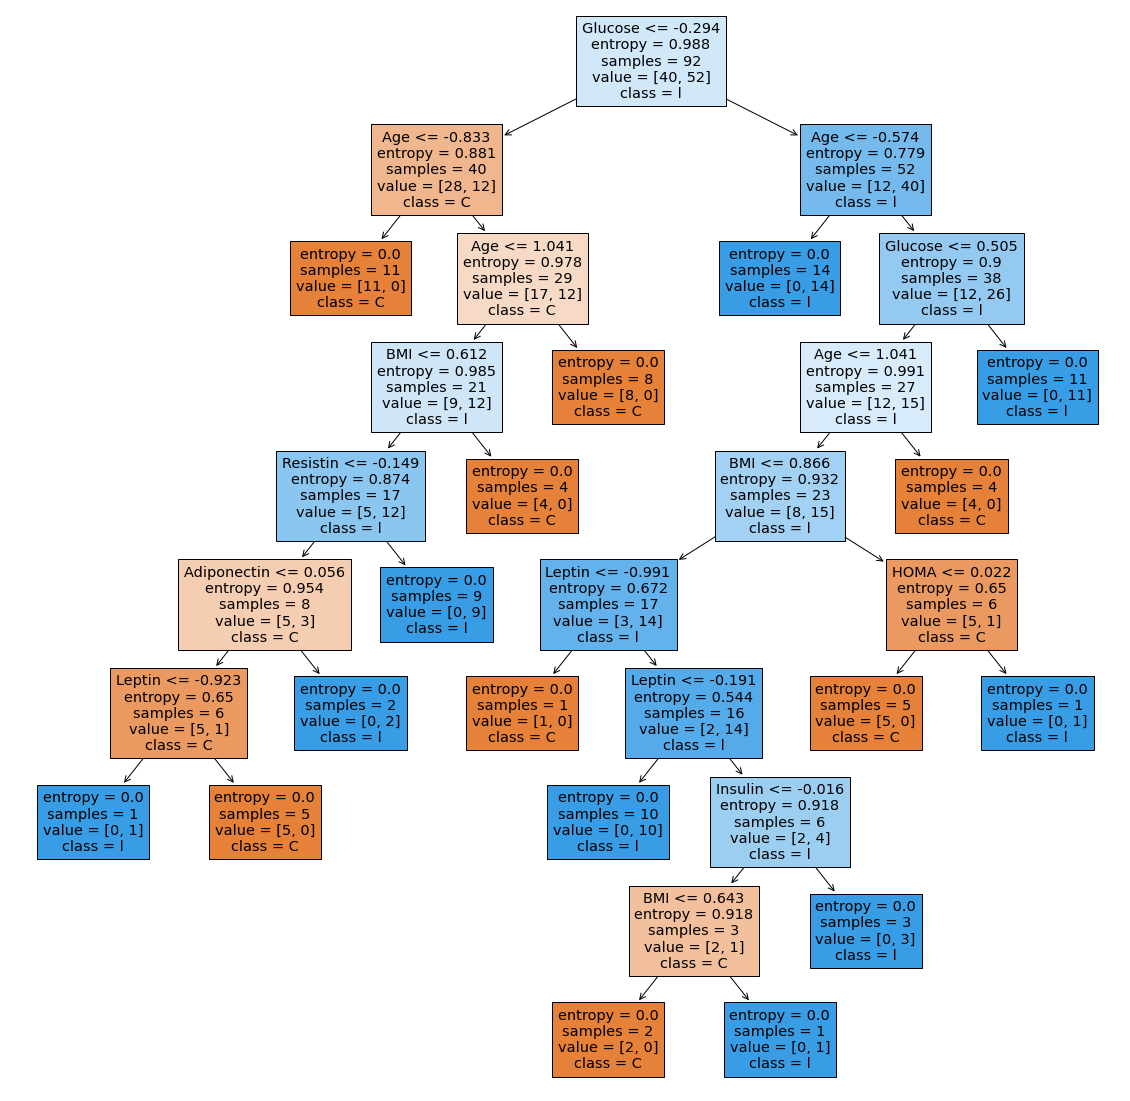 Glucose <= -0.294
entropy = 0.988
samples = 92
value = [40, 52]
class = l
Age <= -0.833
entropy = 0.881
samples = 40
value = [28, 12]
class = C
Age <= -0.574
entropy = 0.779
samples = 52
value = [12, 40]
class = l
entropy = 0.0
samples = 11
value = [11, 0]
class = C
Age <= 1.041
entropy = 0.978
samples = 29
value = [17, 12]
class = C
entropy = 0.0
samples = 14
value = [0, 14]
class = l
Glucose <= 0.505
entropy = 0.9
samples = 38
value = [12, 26]
class = l
BMI <= 0.612
entropy = 0.985
samples = 21
value = [9, 12]
class = l
entropy = 0.0
samples = 8
value = [8, 0]
class = C
Age <= 1.041
entropy = 0.991
samples = 27
value = [12, 15]
class = l
entropy = 0.0
samples = 11
value = [0, 11]
class = l
Resistin <= -0.149
entropy = 0.874
samples = 17
value = [5, 12]
class = l
entropy = 0.0
samples = 4
value = [4, 0]
class = C
BMI <= 0.866
entropy = 0.932
samples = 23
value = [8, 15]
class = l
entropy = 0.0
samples = 4
value = [4, 0]
class = C
Adiponectin <= 0.056
entropy = 0.954
samples = 8
value = [5, 3]
class = C
entropy = 0.0
samples = 9
value = [0, 9]
class = l
Leptin <= -0.991
entropy = 0.672
samples = 17
value = [3, 14]
class = l
HOMA <= 0.022
entropy = 0.65
samples = 6
value = [5, 1]
class = C
Leptin <= -0.923
entropy = 0.65
samples = 6
value = [5, 1]
class = C
entropy = 0.0
samples = 2
value = [0, 2]
class = l
entropy = 0.0
samples = 1
value = [1, 0]
class = C
Leptin <= -0.191
entropy = 0.544
samples = 16
value = [2, 14]
class = l
entropy = 0.0
samples = 5
value = [5, 0]
class = C
entropy = 0.0
samples = 1
value = [0, 1]
class = l
entropy = 0.0
samples = 1
value = [0, 1]
class = l
entropy = 0.0
samples = 5
value = [5, 0]
class = C
entropy = 0.0
samples = 10
value = [0, 10]
class = l
Insulin <= -0.016
entropy = 0.918
samples = 6
value = [2, 4]
class = l
BMI <= 0.643
entropy = 0.918
samples = 3
value = [2, 1]
class = C
entropy = 0.0
samples = 3
value = [0, 3]
class = l
entropy = 0.0
samples = 2
value = [2, 0]
class = C
entropy = 0.0
samples = 1
value = [0, 1]
class = l